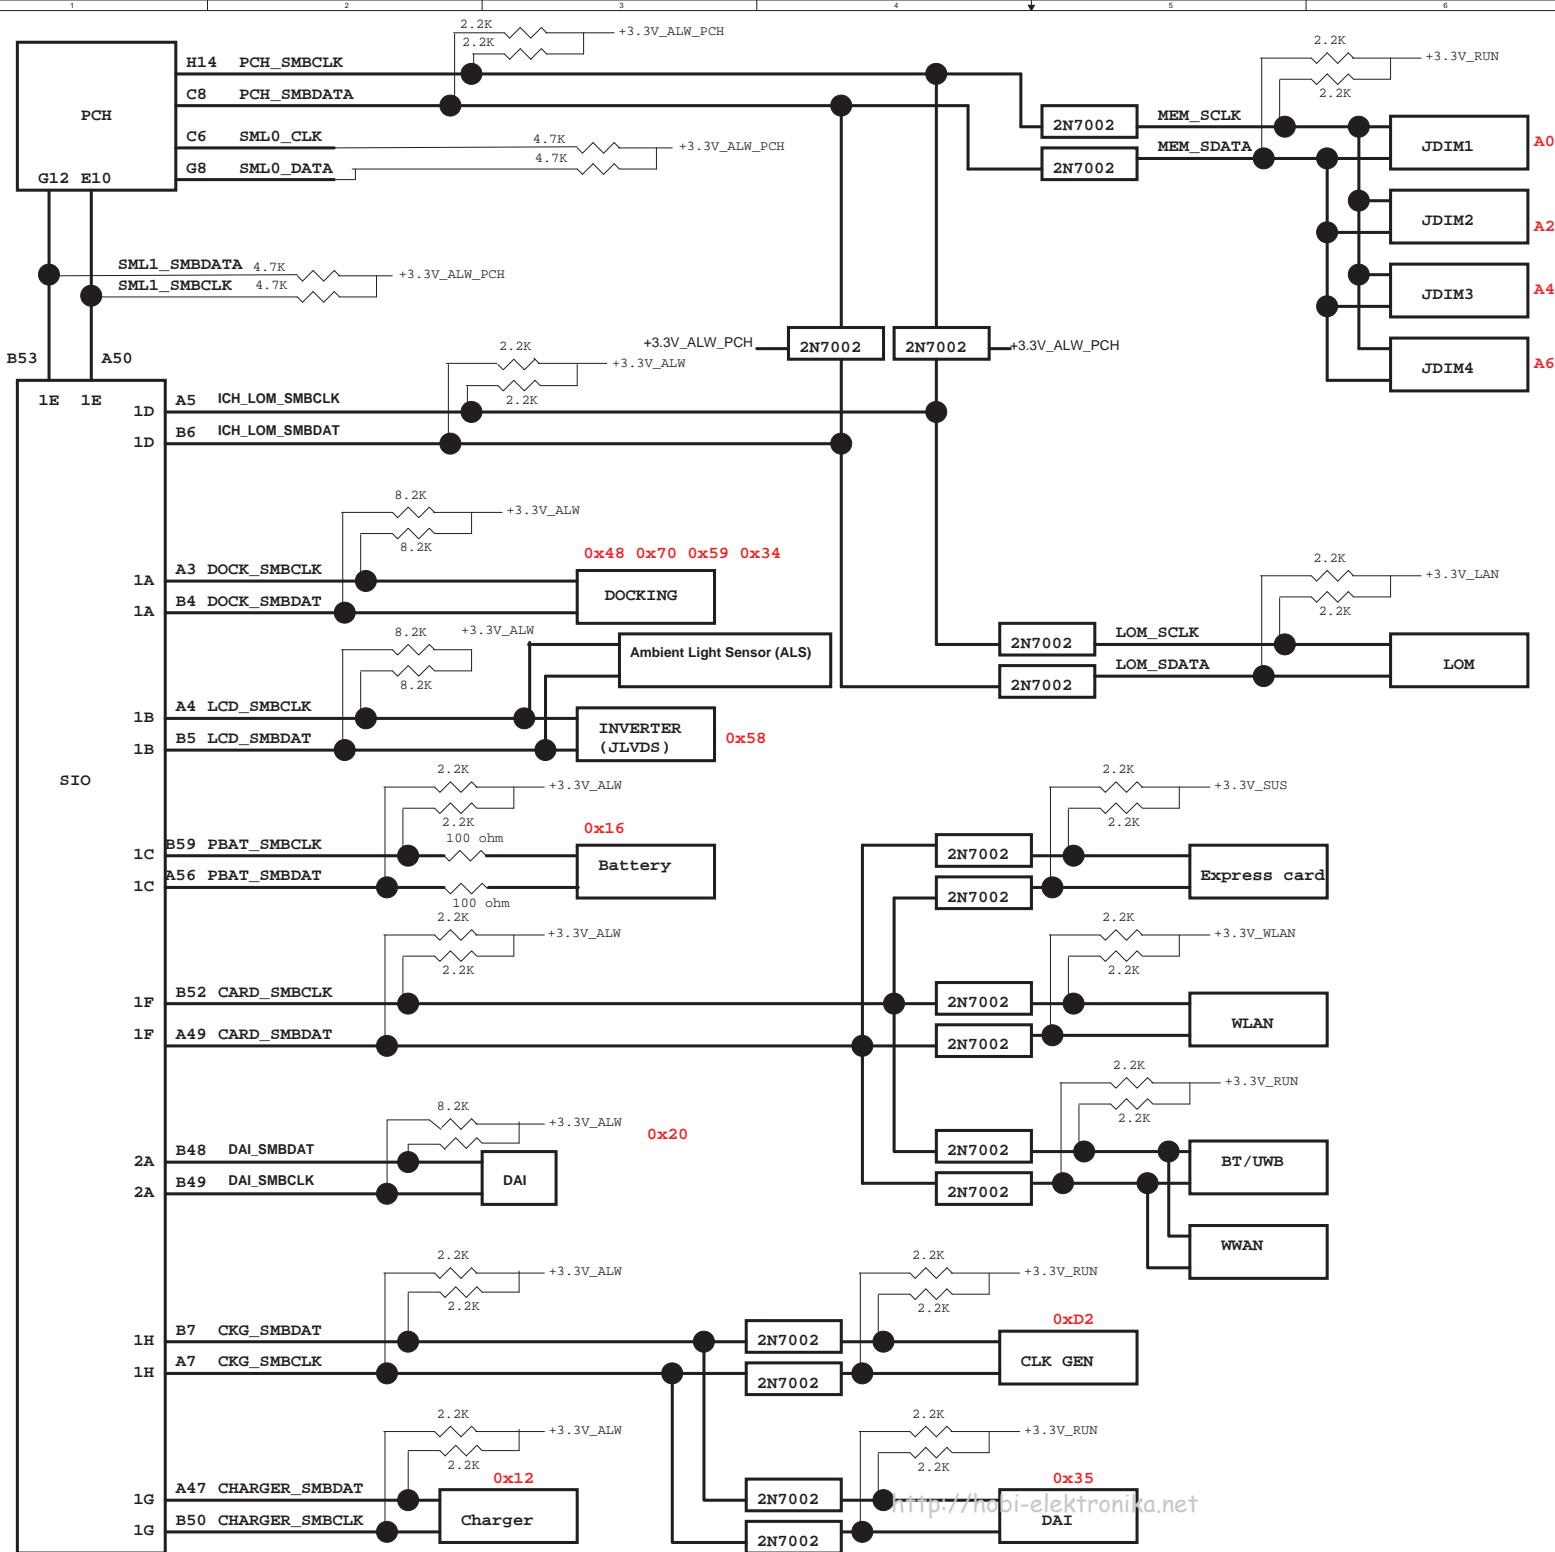 1 2 3 4 5 6
2.2K
+3.3V_ALW_PCH
2.2K
2.2K
+3.3V_RUN
2.2K
H14 PCH_SMBCLK
C8 PCH_SMBDATA
PCH
C6 SML0_CLK
4.7K
+3.3V_ALW_PCH
4.7K
G8 SML0_DATA
G12 E10
2N7002
MEM_SCLK
MEM_SDATA
2N7002
JDIM1
A0
JDIM2
A2
JDIM3
A4
JDIM4
A6
SML1_SMBDATA 4.7K
+3.3V_ALW_PCH
SML1_SMBCLK 4.7K
B53 A50
+3.3V_ALW_PCH
2N7002
2N7002
+3.3V_ALW_PCH
2.2K
+3.3V_ALW
2.2K
1E 1E
1D A5 ICH_LOM_SMBCLK
1D B6 ICH_LOM_SMBDAT
8.2K
+3.3V_ALW
8.2K
0x48 0x70 0x59 0x34
1A A3 DOCK_SMBCLK
DOCKING
1A B4 DOCK_SMBDAT
2.2K
+3.3V_LAN
2.2K
2N7002
LOM_SCLK
LOM_SDATA
2N7002
LOM
8.2K
+3.3V_ALW
8.2K
Ambient Light Sensor (ALS)
1B A4 LCD_SMBCLK
1B B5 LCD_SMBDAT
INVERTER
(JLVDS)
0x58
SIO
2.2K
+3.3V_ALW
2.2K
100 ohm
0x16
1C B59 PBAT_SMBCLK
Battery
1C A56 PBAT_SMBDAT
100 ohm
2.2K
+3.3V_SUS
2.2K
2N7002
2N7002
Express card
2.2K
+3.3V_ALW
2.2K
1F B52 CARD_SMBCLK
1F A49 CARD_SMBDAT
2.2K
+3.3V_WLAN
2.2K
2N7002
2N7002
WLAN
2.2K
+3.3V_RUN
2.2K
2N7002
2N7002
BT/UWB
WWAN
8.2K
+3.3V_ALW
0x20
2A B48 DAI_SMBDAT
DAI
2A B49 DAI_SMBCLK
2.2K
+3.3V_ALW
2.2K
1H B7 CKG_SMBDAT
1H A7 CKG_SMBCLK
2.2K
+3.3V_RUN
2.2K
0xD2
2N7002
2N7002
CLK GEN
2.2K
+3.3V_ALW
2.2K
0x12
1G A47 CHARGER_SMBDAT
1G B50 CHARGER_SMBCLK
Charger
2.2K
+3.3V_RUN
2.2K
0x35
2N7002
2N7002
http://hobi-elektronika.net
DAI